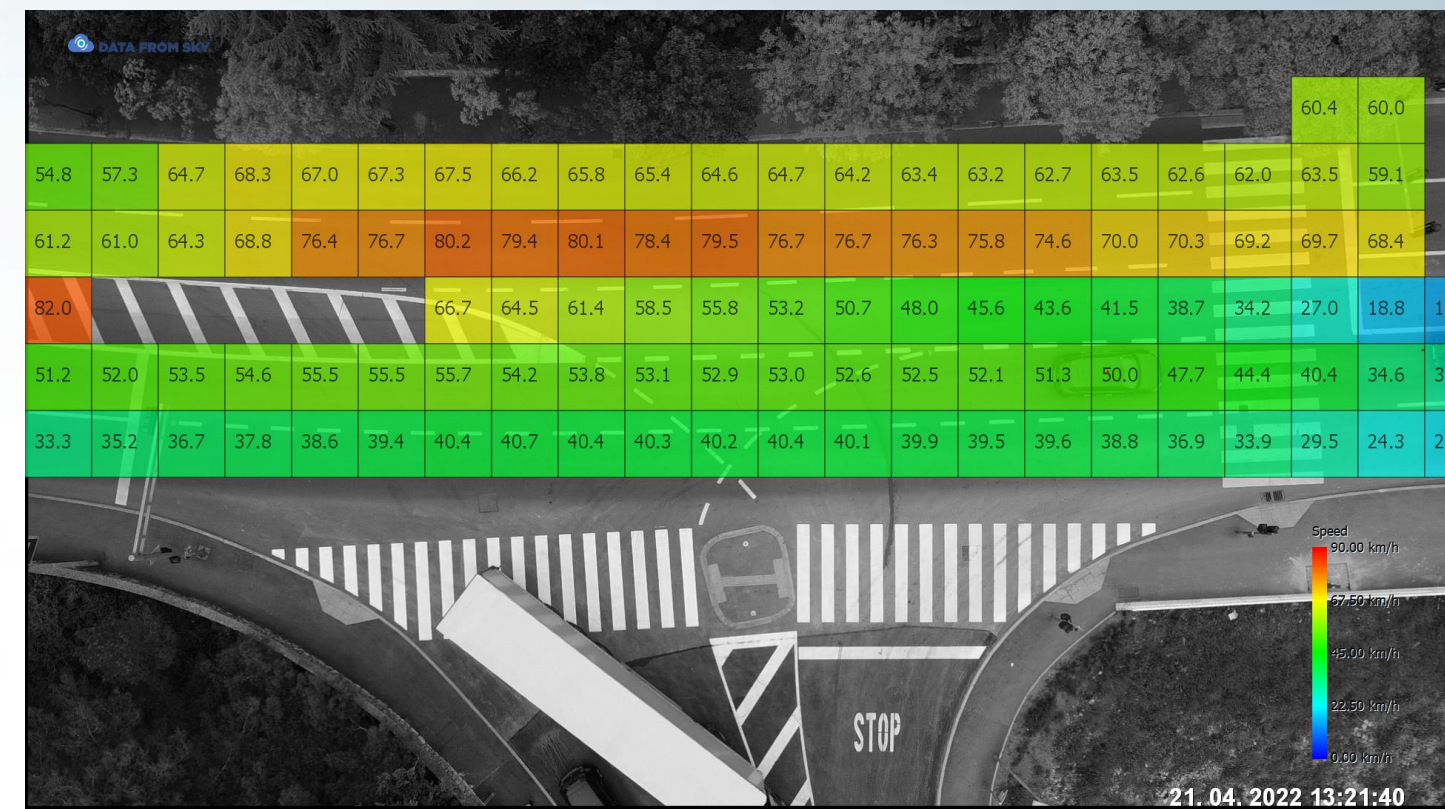 DATA FROM SKY
60.4 60.0
54.8 57.3 64.7 68.3 67.0 67.3 67.5 66.2 65.8 65.4 64.6 64.7 64.2 63.4 63.2 62.7 63.5 62.6 62.0 63.5 59.1
61.2 61.0 64.3 68.8 76.4 76.7 80.2 79.4 80.1 78.4 79.5 76.7 76.7 76.3 75.8 74.6 70.0 70.3 69.2 69.7 68.4
82.0 66.7 64.5 61.4 58.5 55.8 53.2 50.7 48.0 45.6 43.6 41.5 38.7 34.2 27.0 18.8
51.2 52.0 53.5 54.6 55.5 55.5 55.7 54.2 53.8 53.1 52.9 53.0 52.6 52.5 52.1 51.3 50.0 47.7 44.4 40.4 34.6
33.3 35.2 36.7 37.8 38.6 39.4 40.4 40.7 40.4 40.3 40.2 40.4 40.1 39.9 39.5 39.6 38.8 36.9 33.9 29.5 24.3
Speed
90.00 km/h
67.50 km/h
45.00 km/h
22.50 km/h
0.00 km/h
STOP
21. 04. 2022 13:21:40